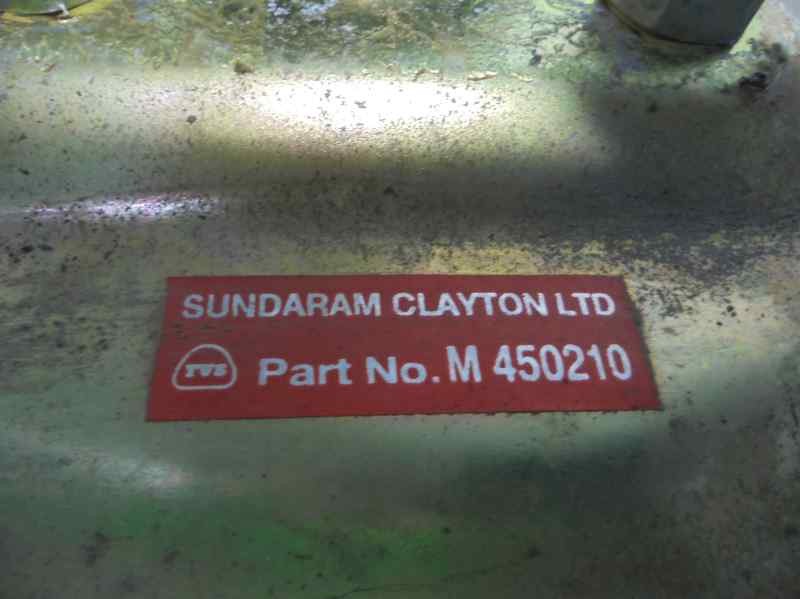 SUNDARAM CLAYTON LTD
TVS Part No. M 450210